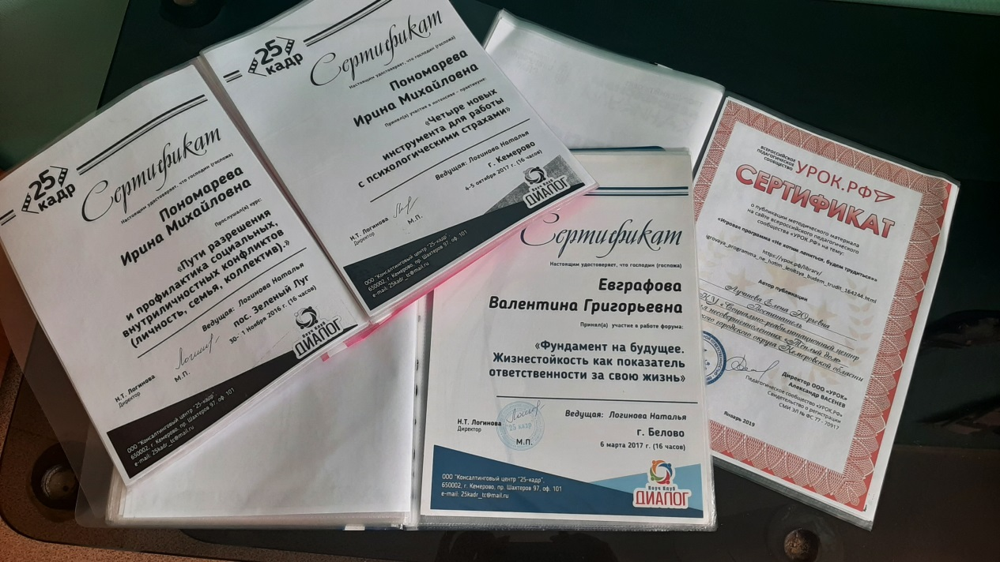 25
кадр
Сертификат
Настоящим удостоверяет, что господин (госпожа)
Пономарева
Ирина Михайловна
Прослушал(а) курс:
«Пути разрешения
и профилактика социальных,
внутриличностных конфликтов
(личность, семья, коллектив).»
Ведущая: Логинова Наталья
пос. Зеленый Луг
30- 1 Ноября 2016 г. (16 часов)
Н.Т. Логинова
Директор
М.П.
Коуч Клуб
ДИАЛОГ
ООО "Консалтинговый центр "25-кадр",
650002, г. Кемерово, пр. Шахтеров 97, оф. 101
e-mail: 25kadr_tc@mail.ru
25
кадр
Сертификат
Настоящим удостоверяет, что господин (госпожа)
Пономарева
Ирина Михайловна
Принял(а) участие в интенсиве – практикуме:
«Четыре новых
инструмента для работы
с психологическими страхами»
Ведущая: Логинова Наталья
г. Кемерово
4-5 октября 2017 г. (16 часов)
Н.Т. Логинова
Директор
М.П.
Коуч Клуб
ДИАЛОГ
ООО "Консалтинговый центр "25-кадр",
650002, г. Кемерово, пр. Шахтеров 97, оф. 101
e-mail: 25kadr_tc@mail.ru
Сертификат
Настоящим удостоверяет, что господин (госпожа)
Евграфова
Валентина Григорьевна
Принял(а) участие в работе форума:
«Фундамент на будущее.
Жизнестойкость как показатель
ответственности за свою жизнь»
Ведущая: Логинова Наталья
г. Белово
6 марта 2017 г. (16 часов)
Н.Т. Логинова
Директор
25 кадр
М.П.
ООО "Консалтинговый центр "25-кадр",
650002, г. Кемерово, пр. Шахтеров 97, оф. 101
e-mail: 25kadr_tc@mail.ru
Коуч Клуб
ДИАЛОГ
ВСЕРОССИЙСКОЕ
ПЕДАГОГИЧЕСКОЕ
СООБЩЕСТВО
УРОК.РФ
СЕРТИФИКАТ
о публикации методического материала
на сайте всероссийского педагогического
сообщества «УРОК.РФ» на тему:
«Игровая программа «Не хотим лениться, будем трудиться»»
https://урок.рф/library/
igrovya_programma_ne_hotim_lenitsya_budem_trudit_164244.html
Автор публикации
Елена Юрьевна
Воспитатель
КУ «Социально-реабилитационный центр
несовершеннолетних «Теплый дом»
городского округа Кемеровской области
Директор ООО «УРОК»
Александр ВАСЕНЕВ
Педагогическое сообщество «УРОК.РФ»
Свидетельство о регистрации
СМИ ЭЛ № ФС 77 - 70917
Январь 2019